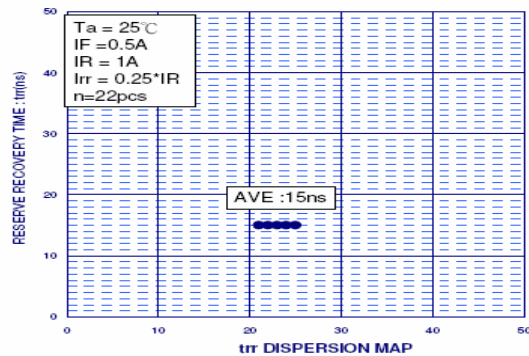 50
40
30
20
10
0
RESERVE RECOVERY TIME : trr(ns)
Ta = 25℃
IF =0.5A
IR = 1A
Irr = 0.25*IR
n=22pcs
AVE :15ns
0 10 20 30 40 50
trr DISPERSION MAP